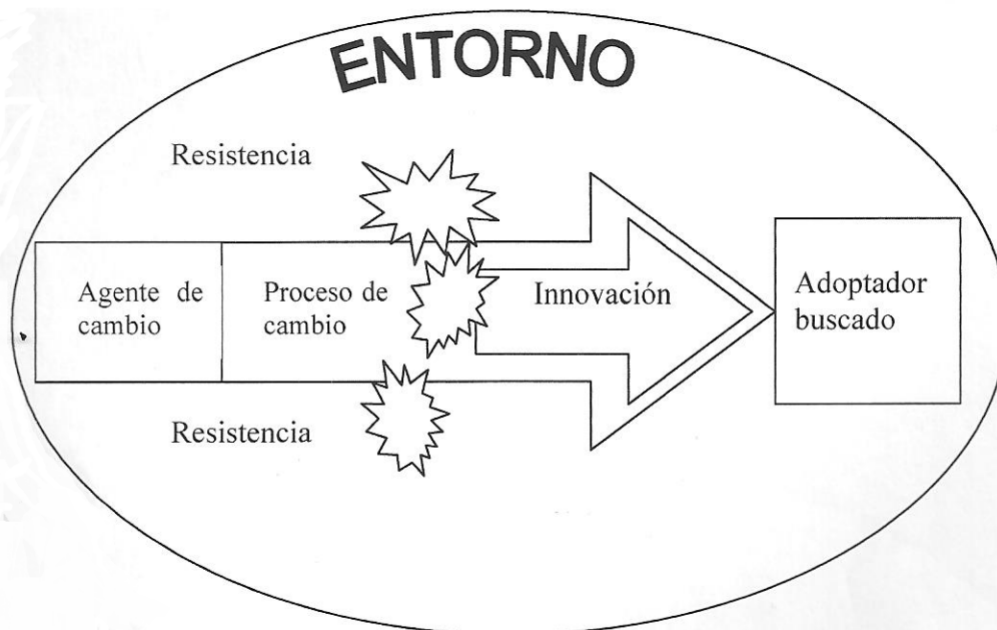 ENTORNO
Resistencia
Agente de
cambio
Proceso de
cambio
Innovación
Adoptador
buscado
Resistencia